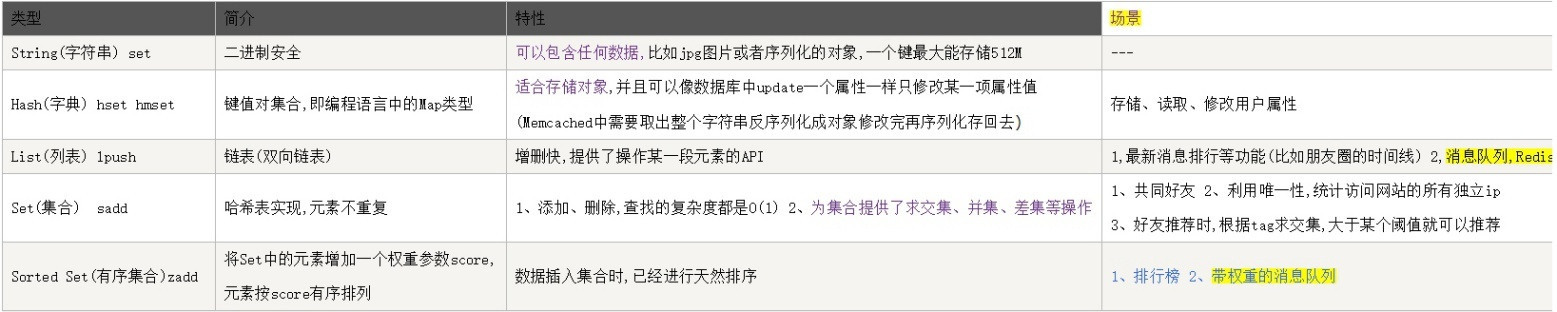 类型 简介 特性 场景
String(字符串) set 二进制安全 可以包含任何数据,比如jpg图片或者序列化的对象,一个键最大能存储512M ---
Hash(字典) hset hmset 键值对集合,即编程语言中的Map类型 适合存储对象,并且可以像数据库中update一个属性一样只修改某一项属性值
(Memcached中需要取出整个字符串反序列化成对象修改完再序列化存回去) 存储、读取、修改用户属性
List(列表) lpush 链表(双向链表) 增删快,提供了操作某一段元素的API 1,最新消息排行等功能(比如朋友圈的时间线) 2,消息队列,Redis
Set(集合) sadd 哈希表实现,元素不重复 1、添加、删除,查找的复杂度都是O(1) 2、为集合提供了求交集、并集、差集等操作 1、共同好友 2、利用唯一性,统计访问网站的所有独立ip
3、好友推荐时,根据tag求交集,大于某个阈值就可以推荐
Sorted Set(有序集合)zadd 将Set中的元素增加一个权重参数score,
元素按score有序排列 数据插入集合时,已经进行天然排序 1、排行榜 2、带权重的消息队列